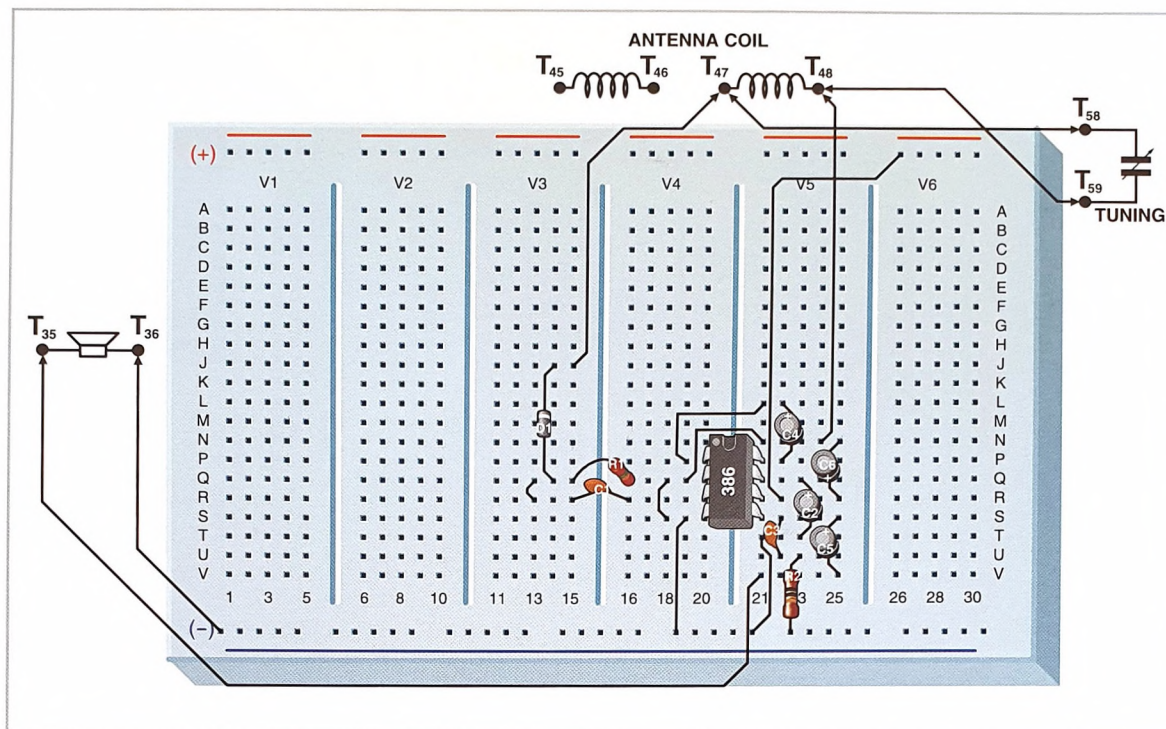 ANTENNA COIL
T45 T46 T47 T48
T58
(+)
V1 V2 V3 V4 V5 V6
T59
TUNING
A A
B B
C C
D D
E E
F F
G G
T35 T36
H H
J J
K K
L L
M M
+
D1 C4
N N
P P
R1 C6
+
Q Q
386
C1
R R
+
C2
S S
T T
C3
C5
U U
V V
R2
1 3 5 6 8 10 11 13 15 16 18 20 21 3 25 26 28 30
(-)